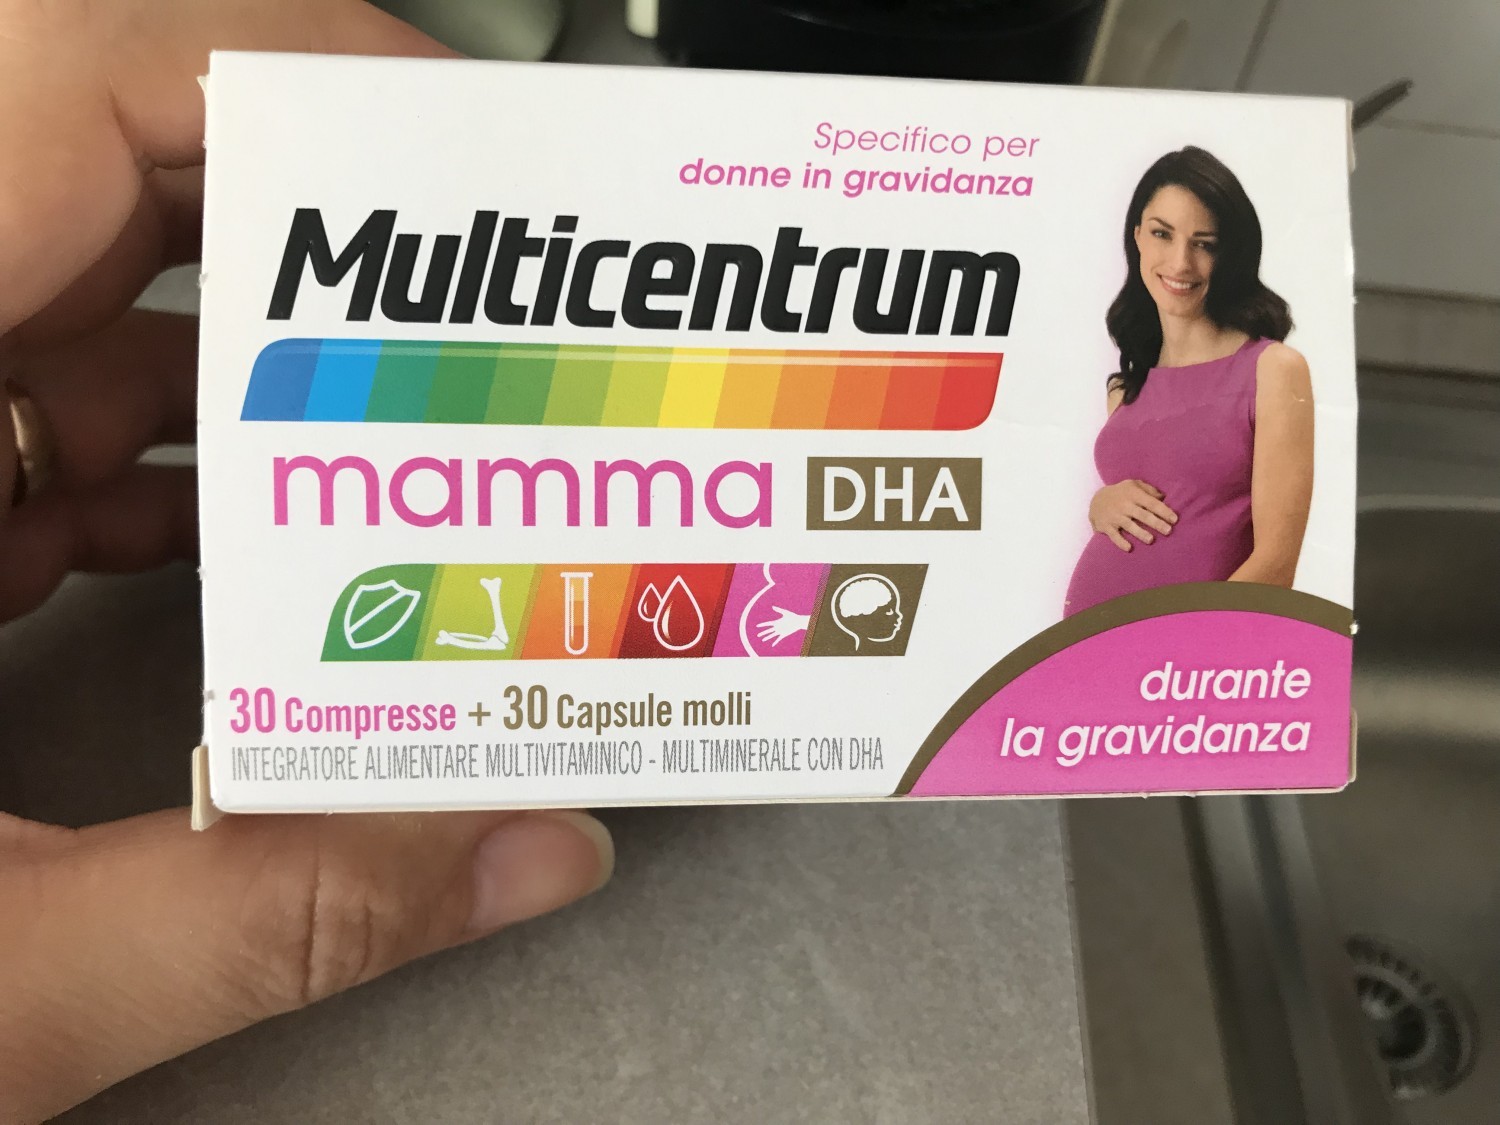 Specifico per
donne in gravidanza
Multicentrum
mamma DHA
30 Compresse + 30 Capsule molli
INTEGRATORE ALIMENTARE MULTIVITAMINICO - MULTIMINERALE CON DHA
durante
la gravidanza